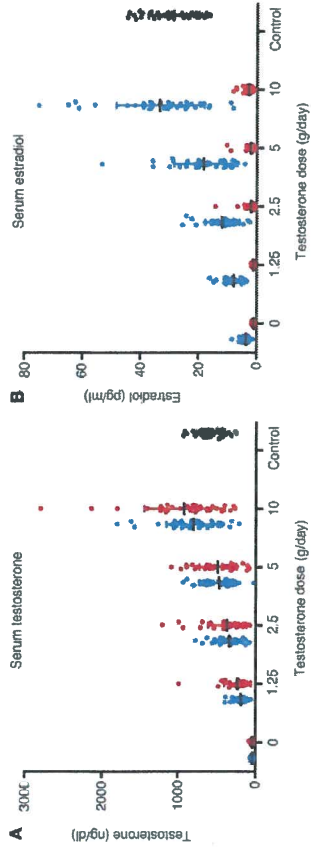 A
Serum testosterone
Testosterone (ng/dl)
3000
2000
1000
0
0
1.25
2.5
5
10
Control
Testosterone dose (g/day)
B
Serum estradiol
Estradiol (pg/ml)
80
60
40
20
0
0
1.25
2.5
5
10
Control
Testosterone dose (g/day)